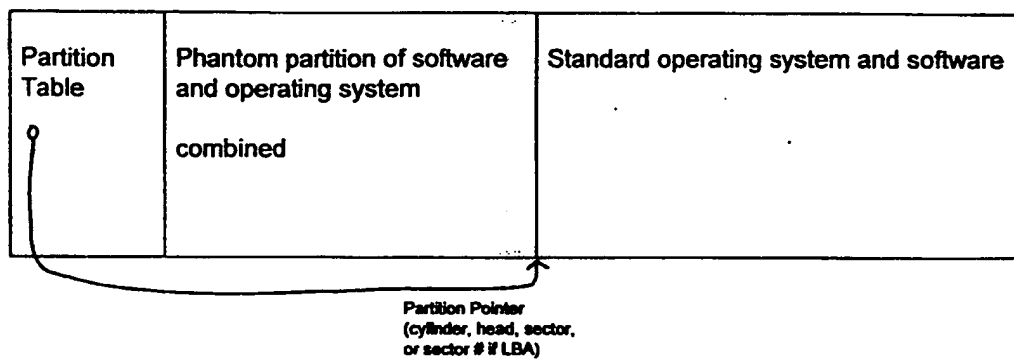 Partition
Table
Phantom partition of software
and operating system
combined
Standard operating system and software
Partition Pointer
(cylinder, head, sector,
or sector # if LBA)